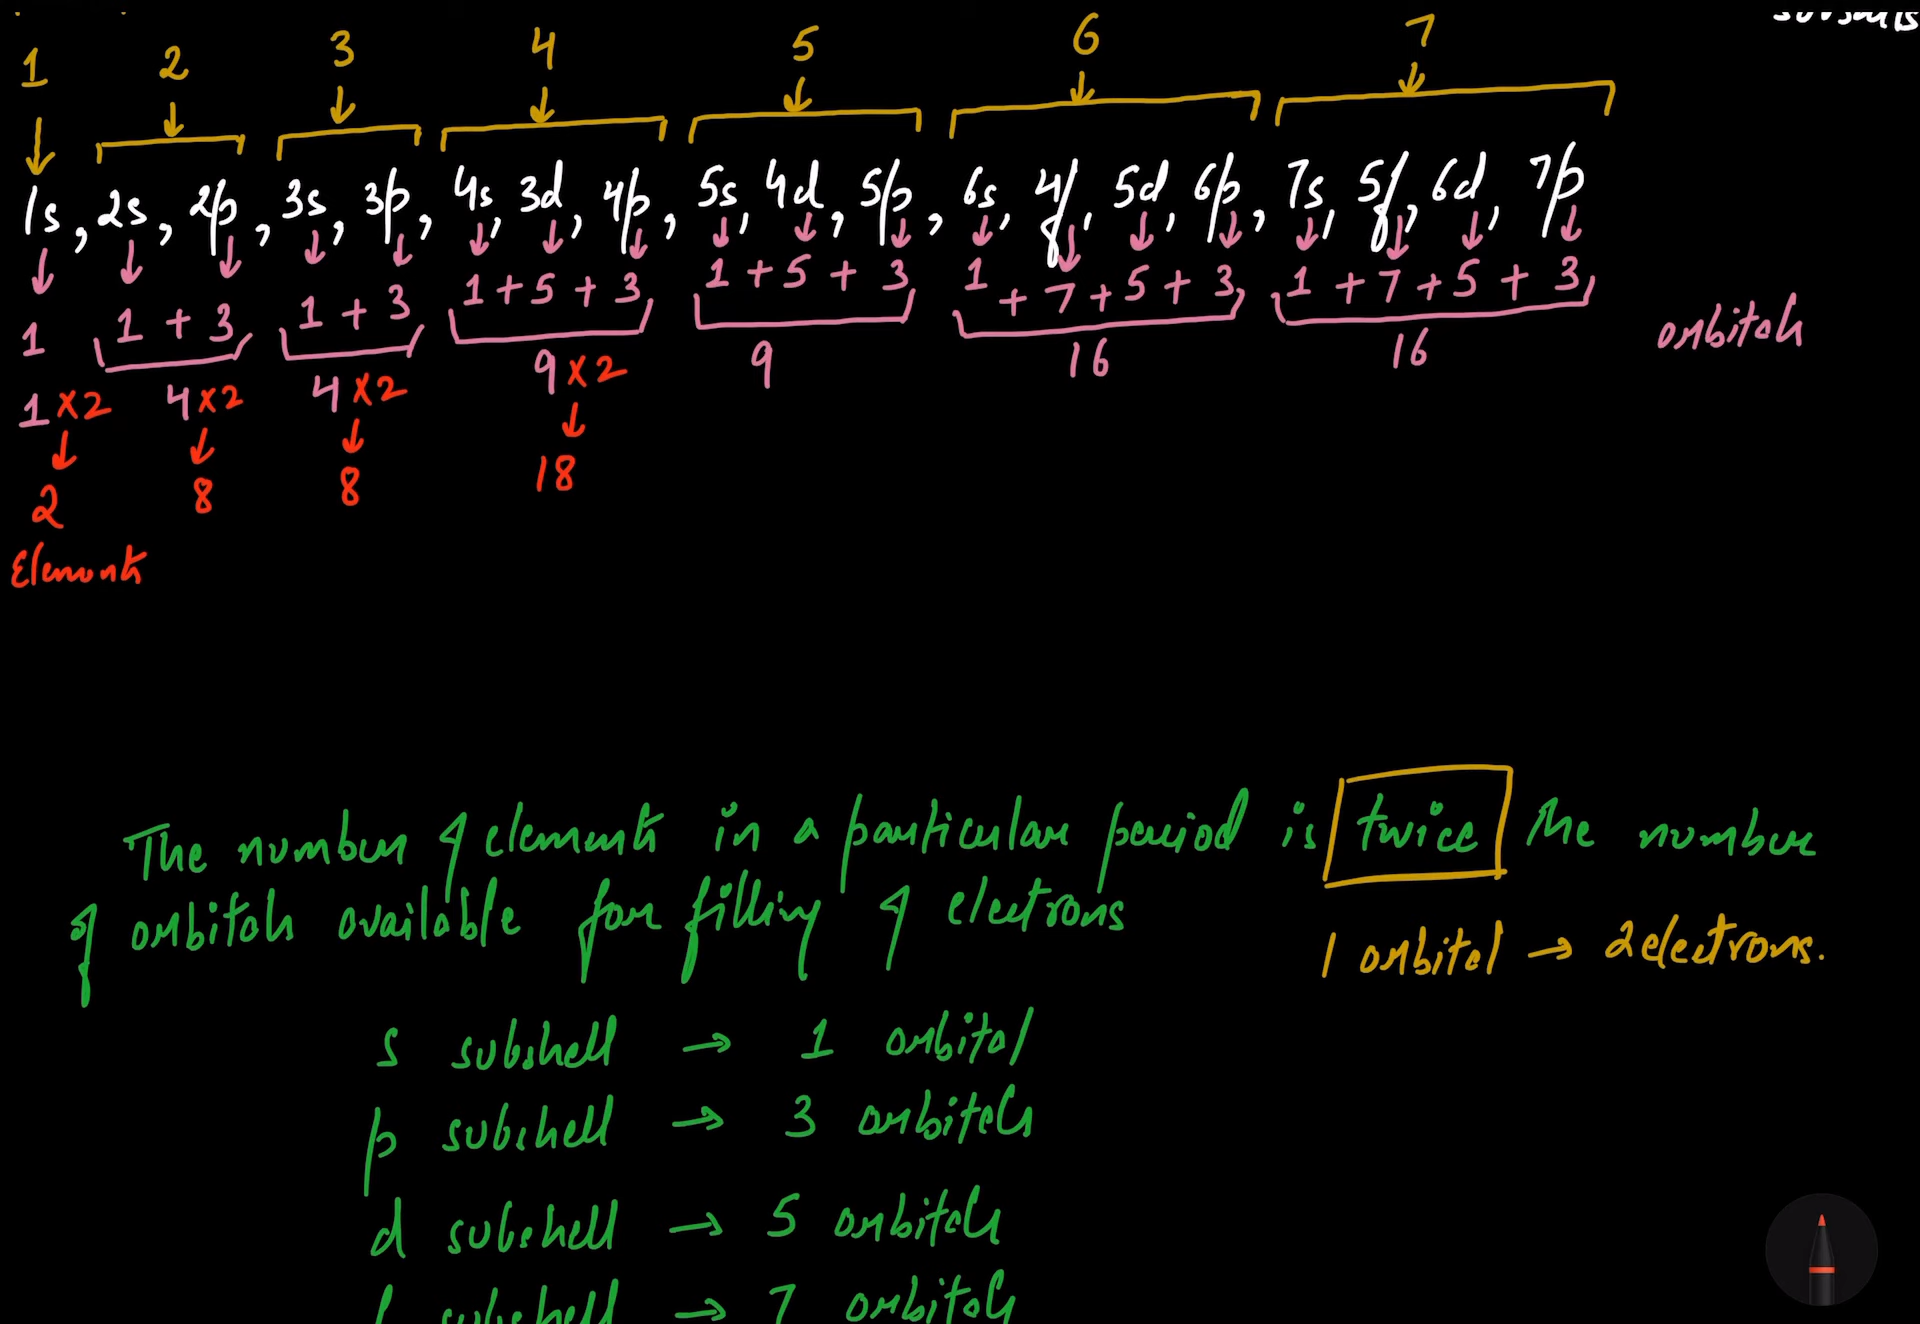 1 2 3 4 5 6 7
1s, 2s, 2p, 3s, 3p, 4s, 3d, 4p, 5s, 4d, 5p, 6s, 4f, 5d, 6p, 7s, 5f, 6d, 7p
1 1 + 3 1 + 3 1 + 5 + 3 1 + 5 + 3 1 + 7 + 5 + 3 1 + 7 + 5 + 3 orbitals
1 × 2 4 × 2 4 × 2 9 × 2 9 16 16
2 8 8 18
Elements
The number of elements in a particular period is twice the number
of orbitals available for filling of electrons
1 orbital → 2 electrons.
s subshell → 1 orbital
p subshell → 3 orbitals
d subshell → 5 orbitals
f subshell → 7 orbitals